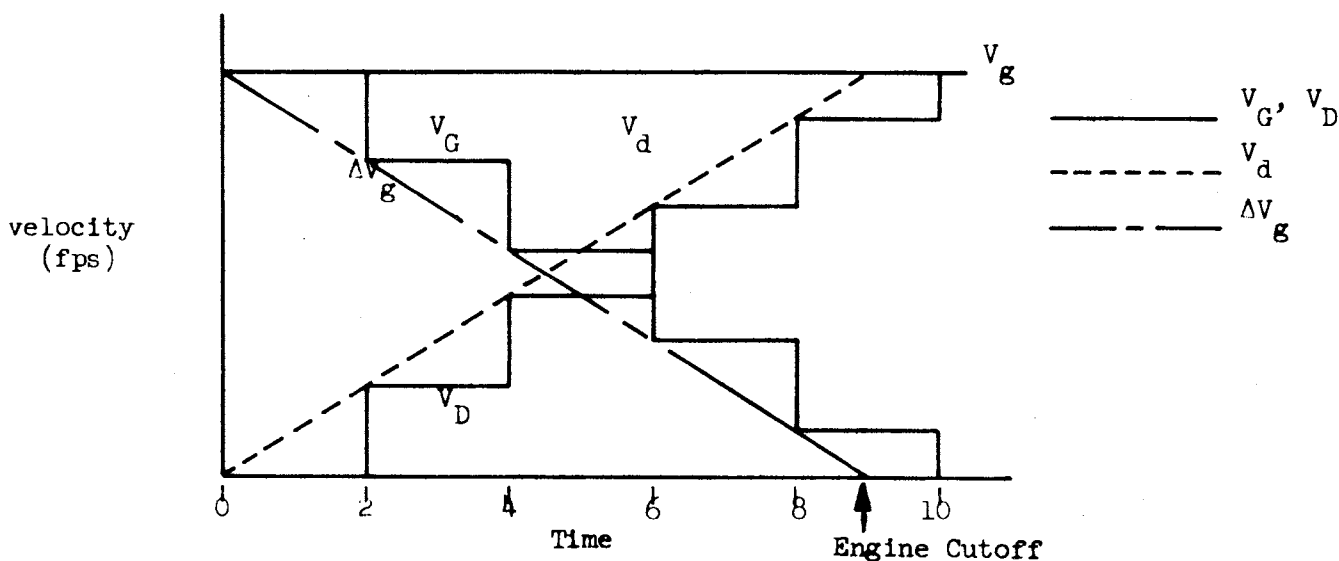 V_g
V_G, V_D
V_d
ΔV_g
V_G
V_d
ΔV_g
velocity
(fps)
V_D
0 2 4 6 8 10
Time
Engine Cutoff